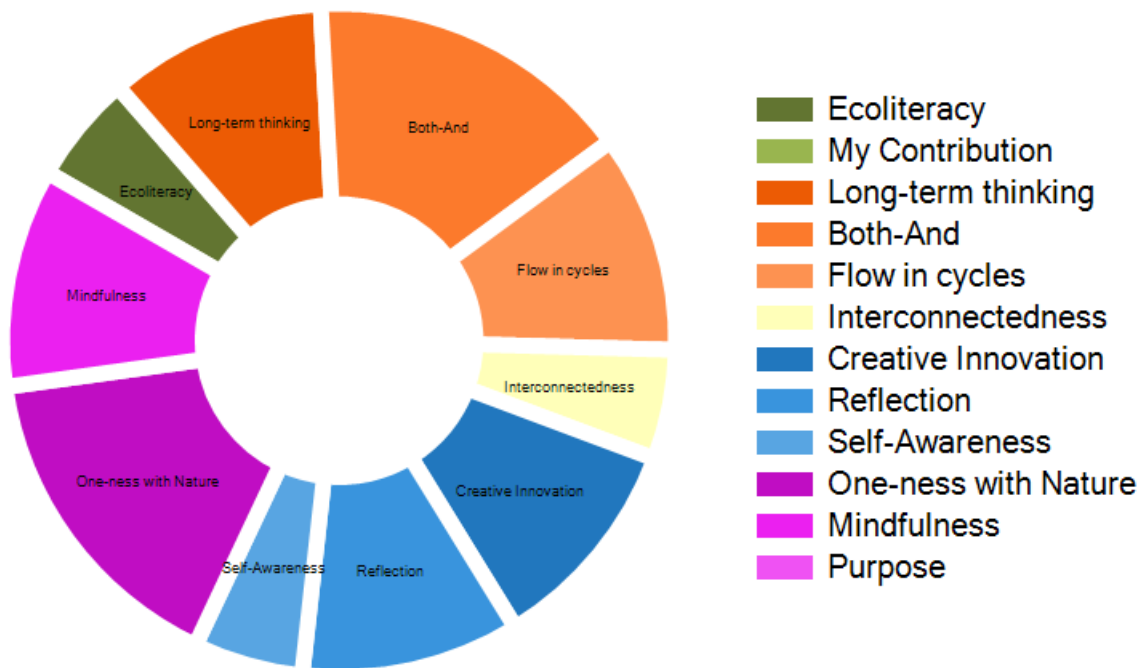 Long-term thinking
Both-And
Ecoliteracy
Flow in cycles
Mindfulness
Interconnectedness
One-ness with Nature
Creative Innovation
Self-Awareness
Reflection
Ecoliteracy
My Contribution
Long-term thinking
Both-And
Flow in cycles
Interconnectedness
Creative Innovation
Reflection
Self-Awareness
One-ness with Nature
Mindfulness
Purpose